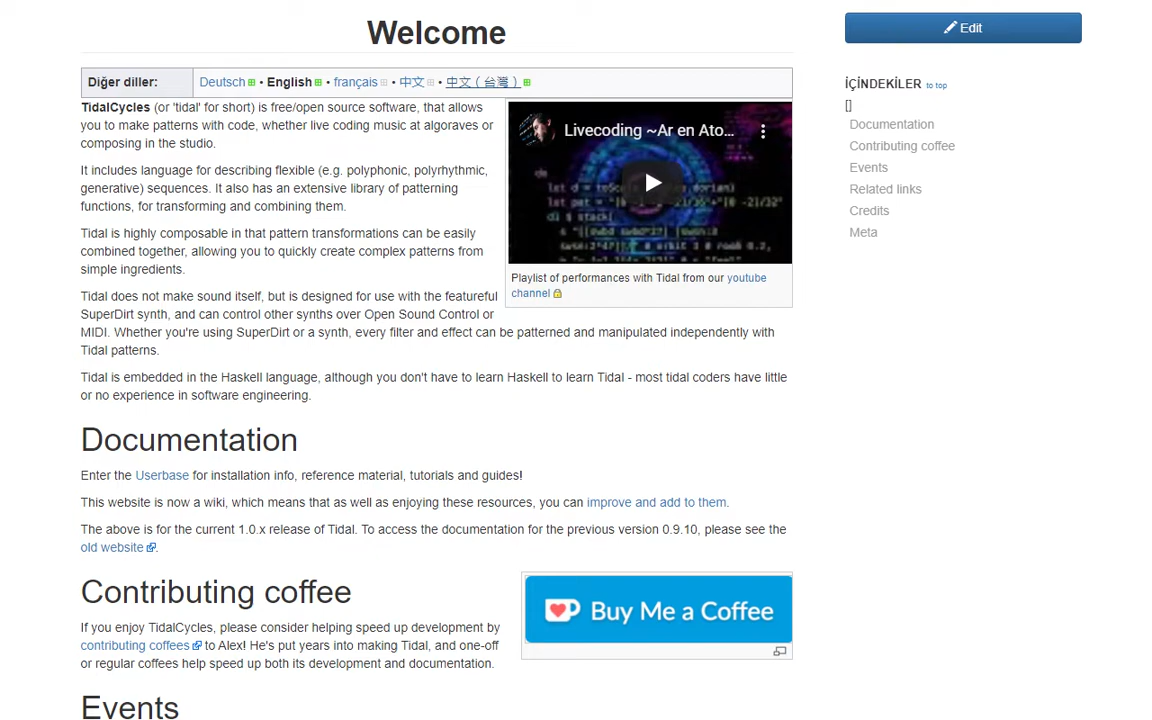 Welcome
Edit
Diğer diller:
Deutsch • English • français • 中文 • 中文（台灣）
TidalCycles (or 'tidal' for short) is free/open source software, that allows
you to make patterns with code, whether live coding music at algoraves or
composing in the studio.
It includes language for describing flexible (e.g. polyphonic, polyrhythmic,
generative) sequences. It also has an extensive library of patterning
functions, for transforming and combining them.
Tidal is highly composable in that pattern transformations can be easily
combined together, allowing you to quickly create complex patterns from
simple ingredients.
Tidal does not make sound itself, but is designed for use with the featureful
SuperDirt synth, and can control other synths over Open Sound Control or
MIDI. Whether you're using SuperDirt or a synth, every filter and effect can be patterned and manipulated independently with
Tidal patterns.
Tidal is embedded in the Haskell language, although you don't have to learn Haskell to learn Tidal - most tidal coders have little
or no experience in software engineering.
Livecoding ~Ar en Ato...
Playlist of performances with Tidal from our youtube
channel
İÇİNDEKİLER to top
[]
Documentation
Contributing coffee
Events
Related links
Credits
Meta
Documentation
Enter the Userbase for installation info, reference material, tutorials and guides!
This website is now a wiki, which means that as well as enjoying these resources, you can improve and add to them.
The above is for the current 1.0.x release of Tidal. To access the documentation for the previous version 0.9.10, please see the
old website.
Contributing coffee
If you enjoy TidalCycles, please consider helping speed up development by
contributing coffees to Alex! He's put years into making Tidal, and one-off
or regular coffees help speed up both its development and documentation.
Buy Me a Coffee
Events